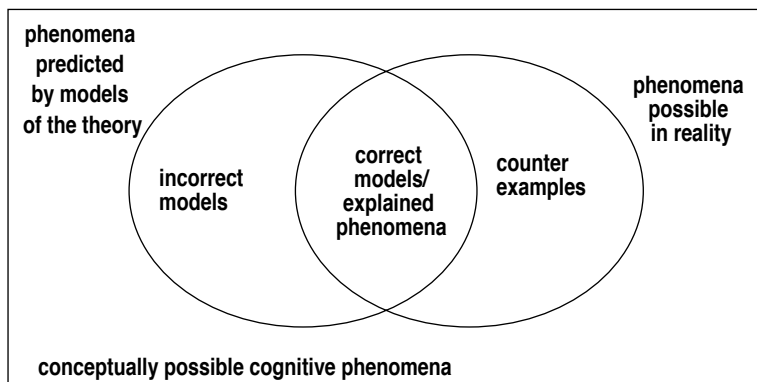 phenomena
predicted
by models
of the theory
phenomena
possible
in reality
incorrect
models
correct
models/
explained
phenomena
counter
examples
conceptually possible cognitive phenomena